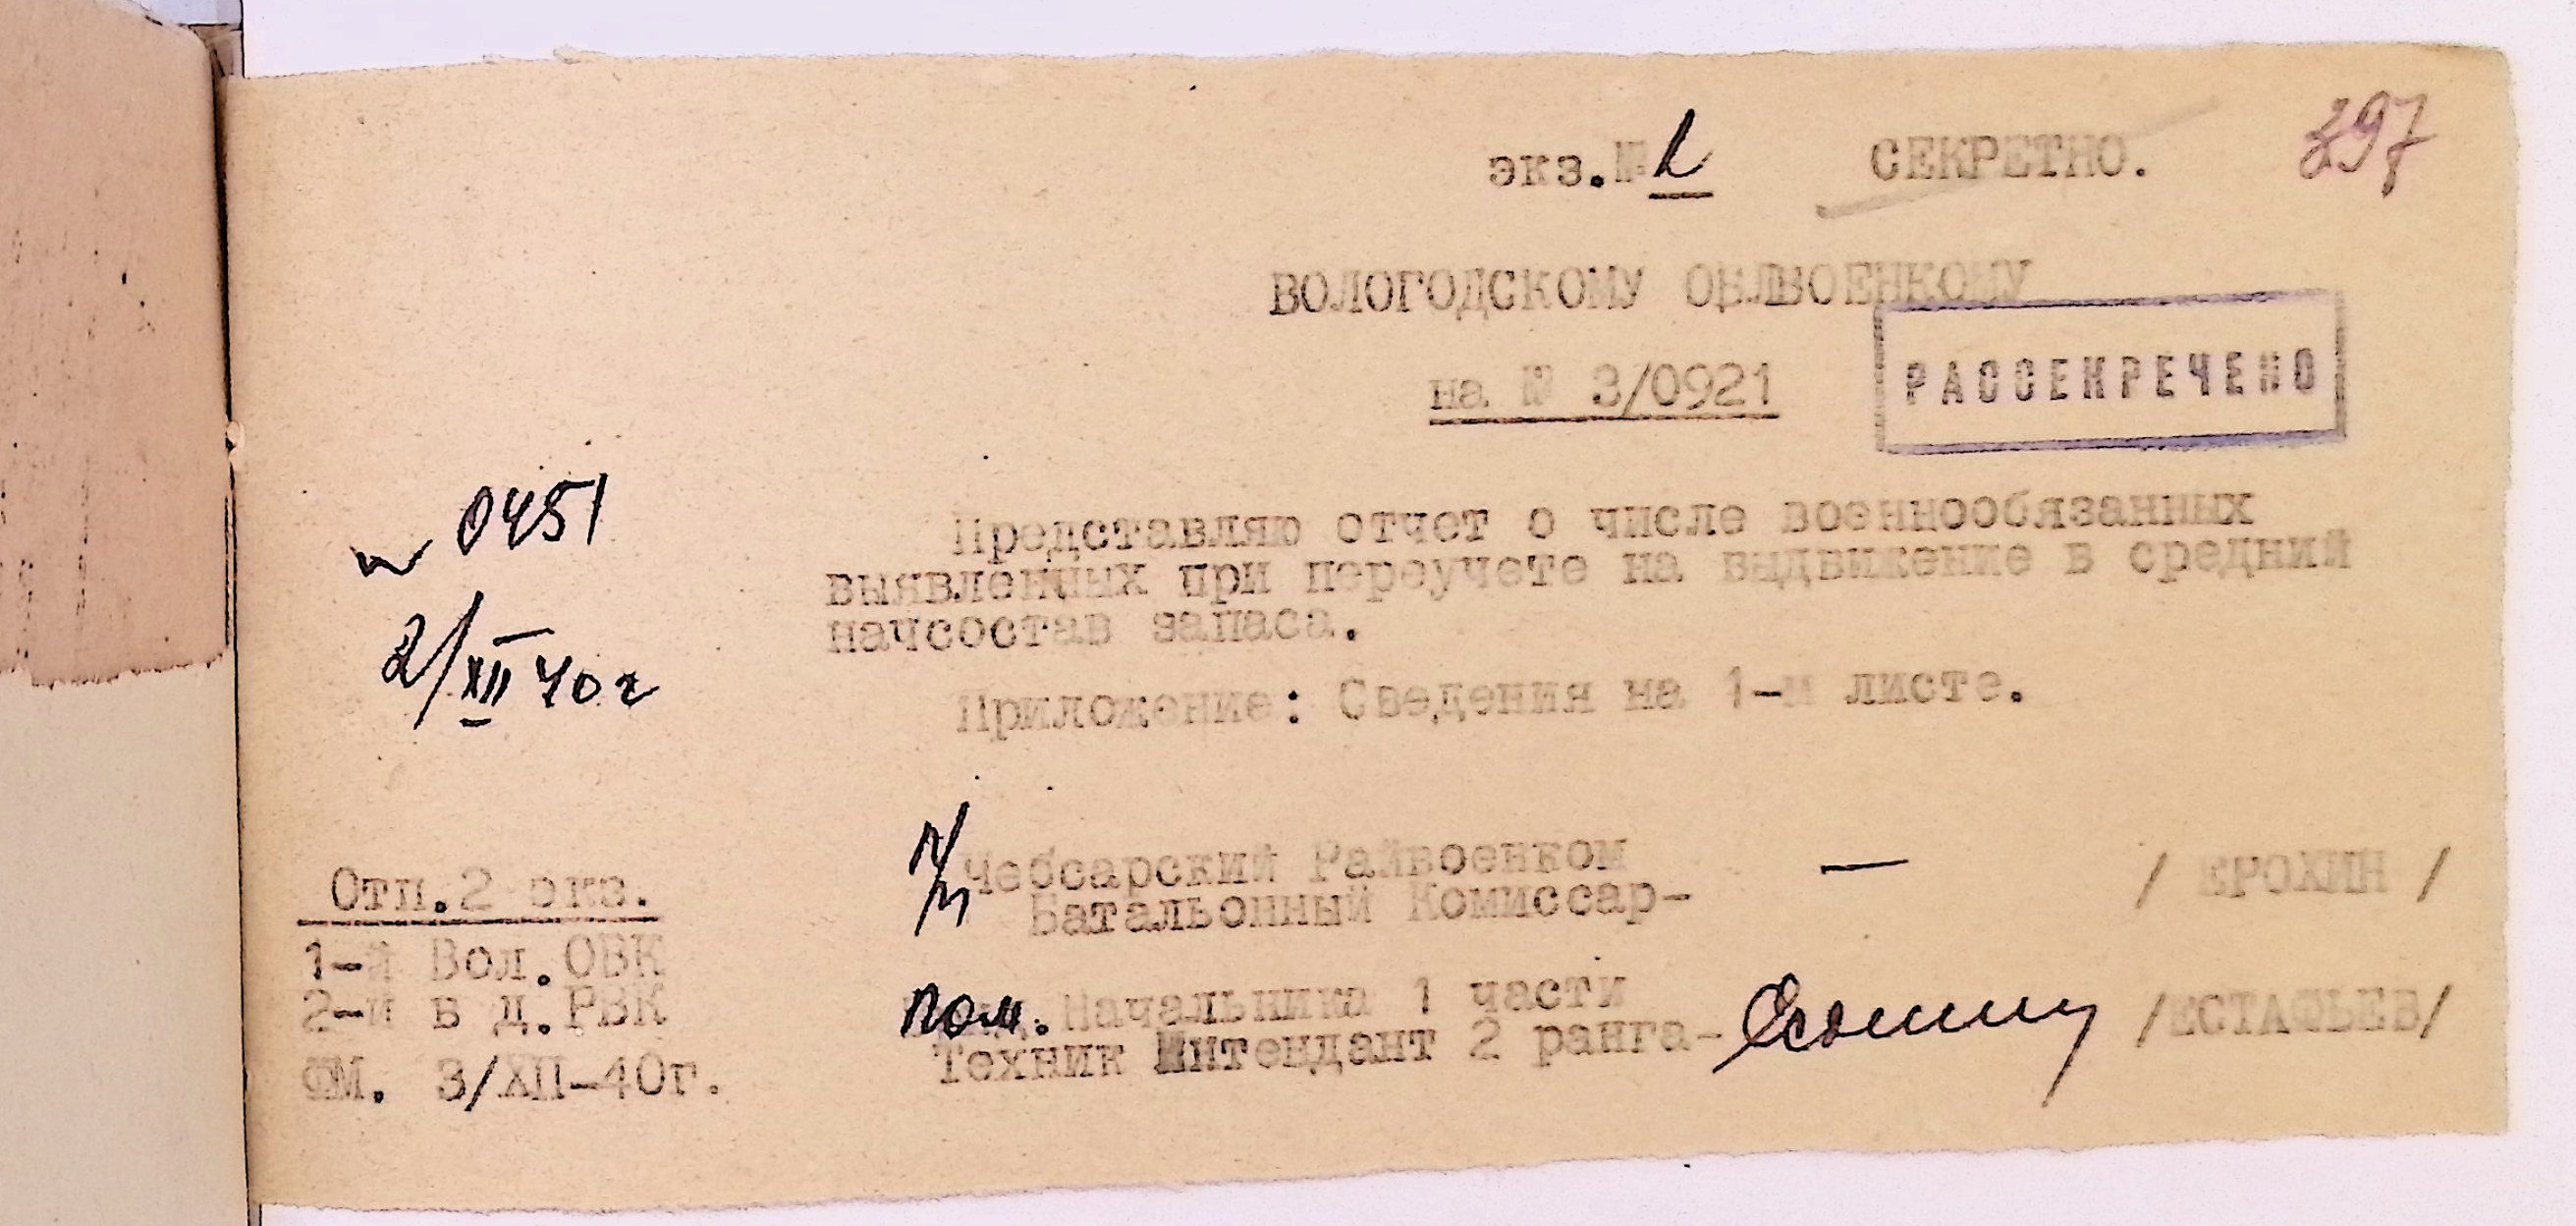 экз.№ 2 СЕКРЕТНО. 297
ВОЛОГОДСКОМУ ОБЛВОЕНКОМУ
на № 3/0921
РАССЕКРЕЧЕНО
0451
2/XII 40 г
Представляю отчет о числе военнообязанных
выявленных при переучете на выдвижение в средний
начсостав запаса.
Приложение: Сведения на 1-м листе.
п/п Чебсарский Райвоенком — / ЕРОХИН /
Батальонный Комиссар-
пом. Начальника 1 части
Техник Интендант 2 ранга- /ЕСТАФЬЕВ/
Отп.2 экз.
1-й Вол.ОВК
2-й в д.РВК
ФМ. 3/XII-40г.